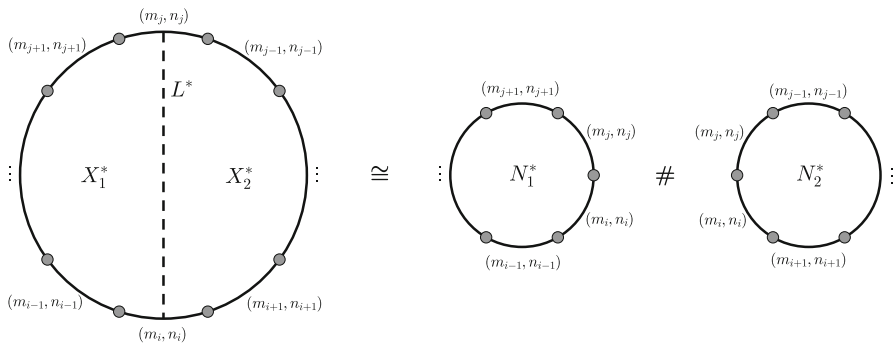 (m_j, n_j)
(m_{j+1}, n_{j+1})
(m_{j-1}, n_{j-1})
L^*
⋮
X_1^*
X_2^*
⋮
(m_{i-1}, n_{i-1})
(m_{i+1}, n_{i+1})
(m_i, n_i)
≅
(m_{j+1}, n_{j+1})
(m_j, n_j)
⋮
N_1^*
(m_i, n_i)
(m_{i-1}, n_{i-1})
#
(m_{j-1}, n_{j-1})
(m_j, n_j)
N_2^*
⋮
(m_i, n_i)
(m_{i+1}, n_{i+1})